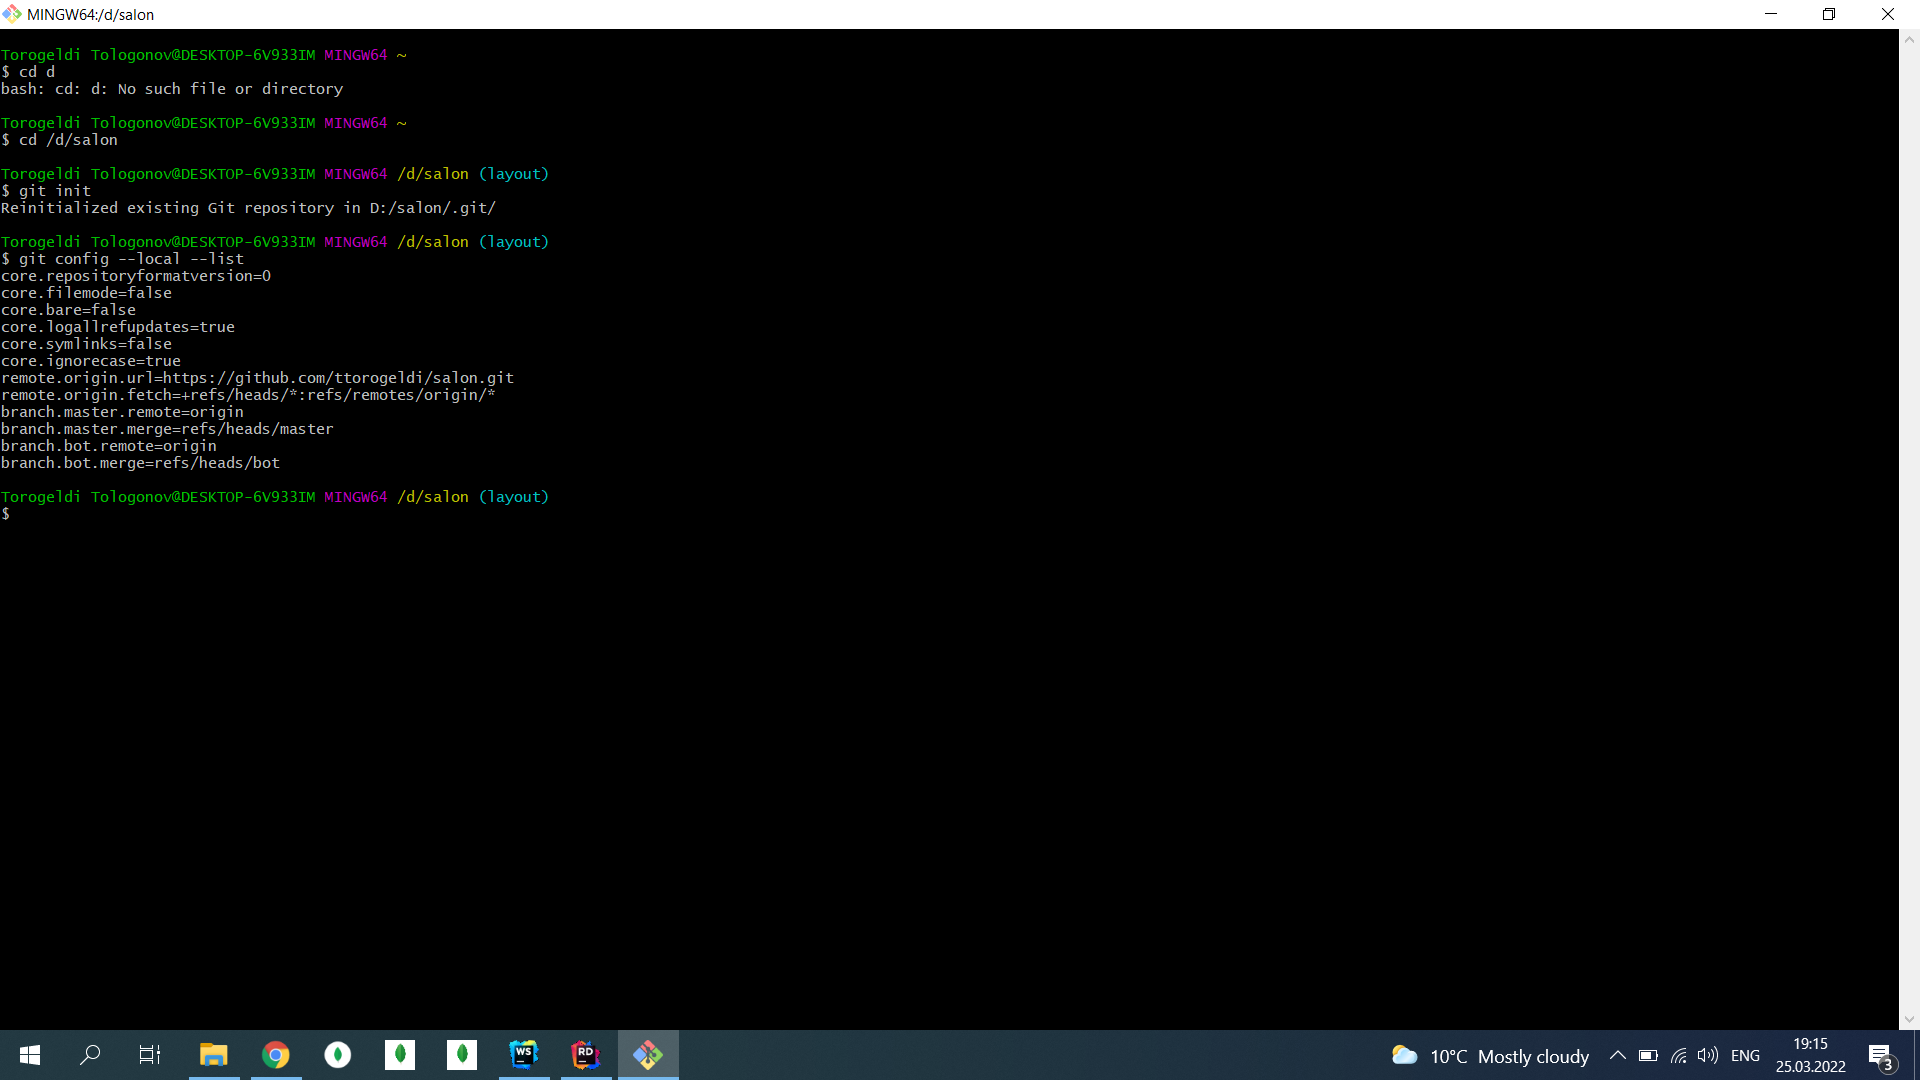 MINGW64:/d/salon
Torogeldi Tologonov@DESKTOP-6V933IM MINGW64 ~
$ cd d
bash: cd: d: No such file or directory
Torogeldi Tologonov@DESKTOP-6V933IM MINGW64 ~
$ cd /d/salon
Torogeldi Tologonov@DESKTOP-6V933IM MINGW64 /d/salon (layout)
$ git init
Reinitialized existing Git repository in D:/salon/.git/
Torogeldi Tologonov@DESKTOP-6V933IM MINGW64 /d/salon (layout)
$ git config --local --list
core.repositoryformatversion=0
core.filemode=false
core.bare=false
core.logallrefupdates=true
core.symlinks=false
core.ignorecase=true
remote.origin.url=https://github.com/ttorogeldi/salon.git
remote.origin.fetch=+refs/heads/*:refs/remotes/origin/*
branch.master.remote=origin
branch.master.merge=refs/heads/master
branch.bot.remote=origin
branch.bot.merge=refs/heads/bot
Torogeldi Tologonov@DESKTOP-6V933IM MINGW64 /d/salon (layout)
$
WS
RD
10°C Mostly cloudy
ENG
19:15
25.03.2022
3